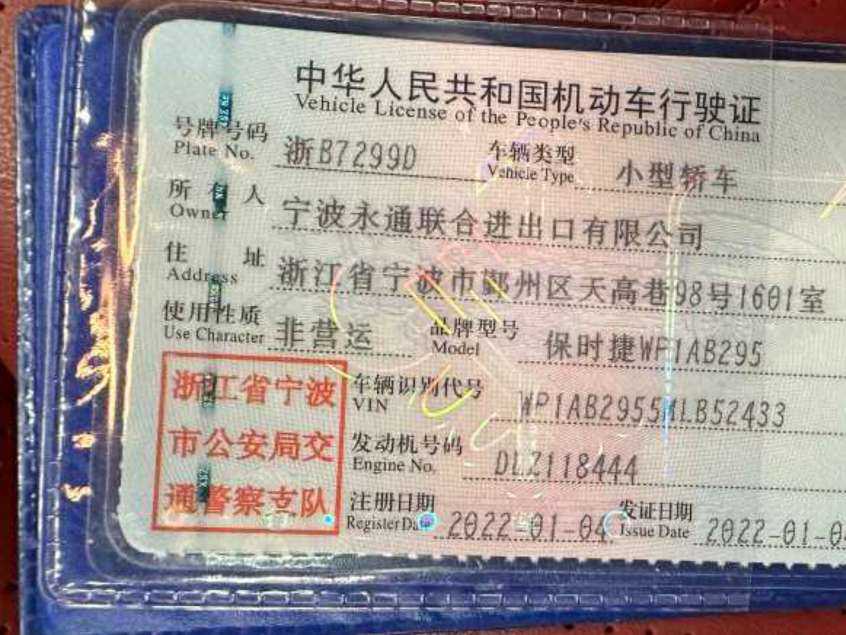 中华人民共和国机动车行驶证
Vehicle License of the People's Republic of China
号牌号码 浙B7299D 车辆类型 小型轿车
Plate No. Vehicle Type
所有人 宁波永通联合进出口有限公司
Owner
住址 浙江省宁波市鄞州区天高巷98号1601室
Address
使用性质 非营运 品牌型号 保时捷WP1AB295
Use Character Model
浙江省宁波 车辆识别代号 WP1AB2955MLB52433
VIN
市公安局交 发动机号码 DLZ118444
Engine No.
通警察支队 注册日期 2022-01-04 发证日期 2022-01-04
Register Date Issue Date